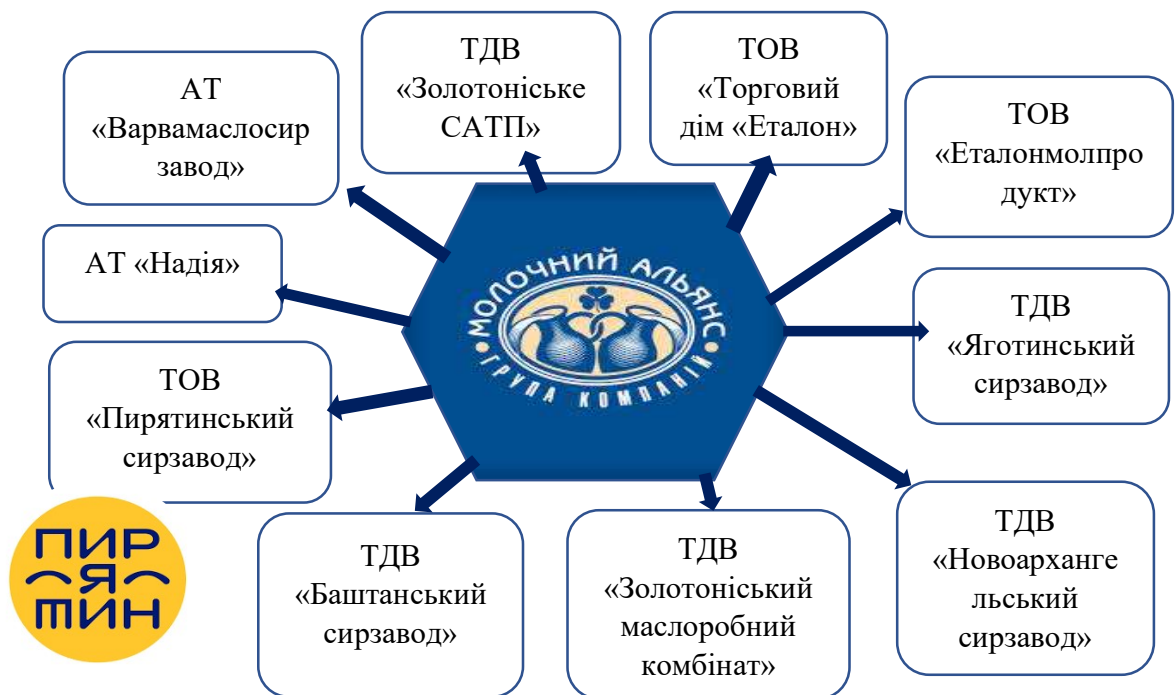 АТ
«Варвамаслосир
завод»
ТДВ
«Золотоніське
САТП»
ТОВ
«Торговий
дім «Еталон»
ТОВ
«Еталонмолпро
дукт»
АТ «Надія»
МОЛОЧНИЙ АЛЬЯНС
ГРУПА КОМПАНІЙ
ТДВ
«Яготинський
сирзавод»
ТОВ
«Пирятинський
сирзавод»
ПИР
Я
ТИН
ТДВ
«Баштанський
сирзавод»
ТДВ
«Золотоніський
маслоробний
комбінат»
ТДВ
«Новоарханге
льський
сирзавод»